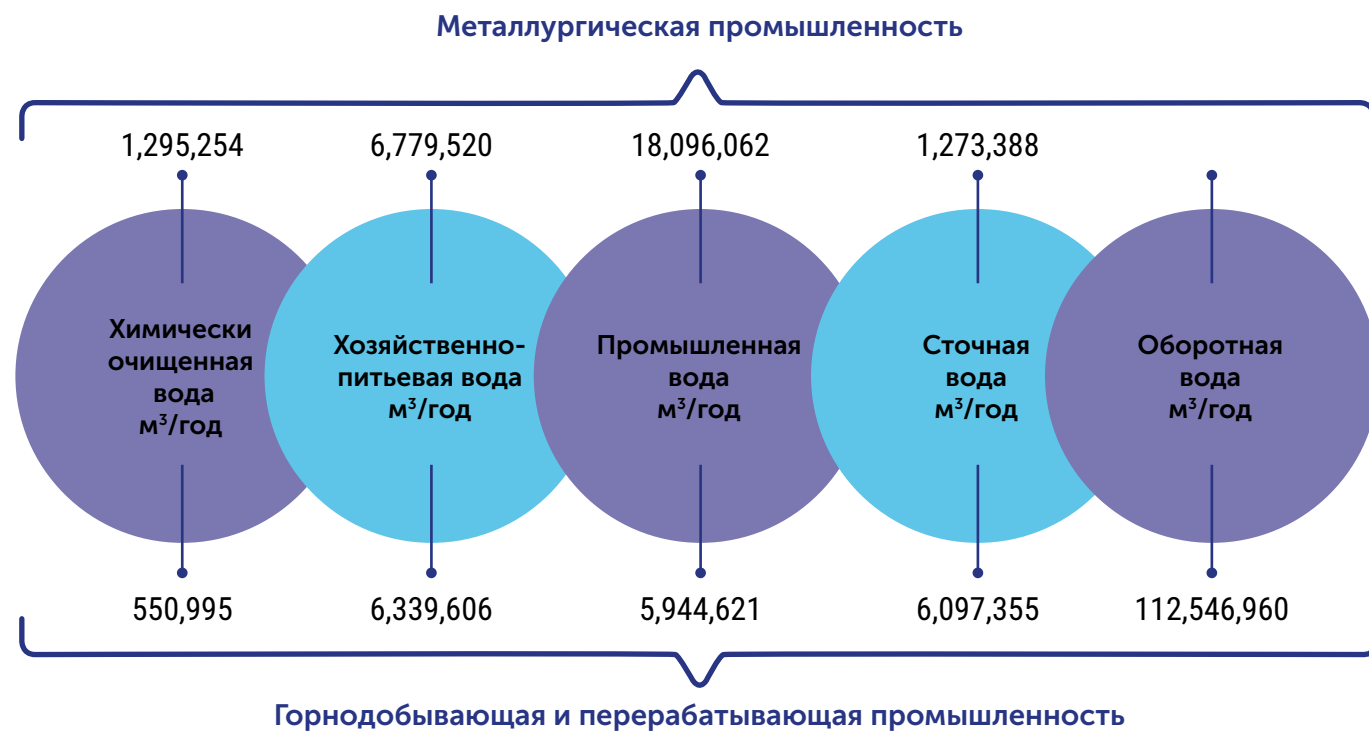 Металлургическая промышленность
1,295,254
6,779,520
18,096,062
1,273,388
Химически
очищенная
вода
м³/год
Хозяйственно-
питьевая вода
м³/год
Промышленная
вода
м³/год
Сточная
вода
м³/год
Оборотная
вода
м³/год
550,995
6,339,606
5,944,621
6,097,355
112,546,960
Горнодобывающая и перерабатывающая промышленность